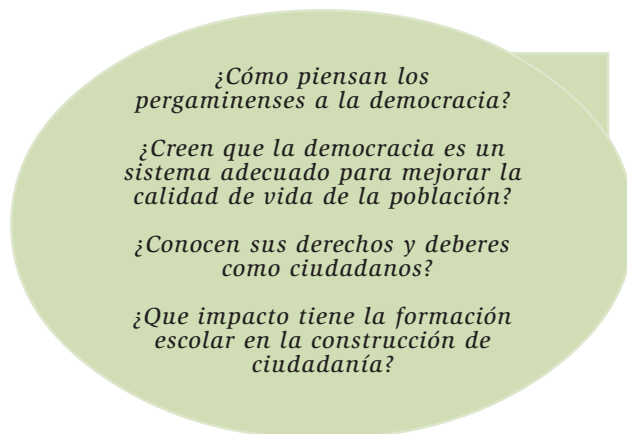 ¿Cómo piensan los
pergaminenses a la democracia?
¿Creen que la democracia es un
sistema adecuado para mejorar la
calidad de vida de la población?
¿Conocen sus derechos y deberes
como ciudadanos?
¿Que impacto tiene la formación
escolar en la construcción de
ciudadanía?